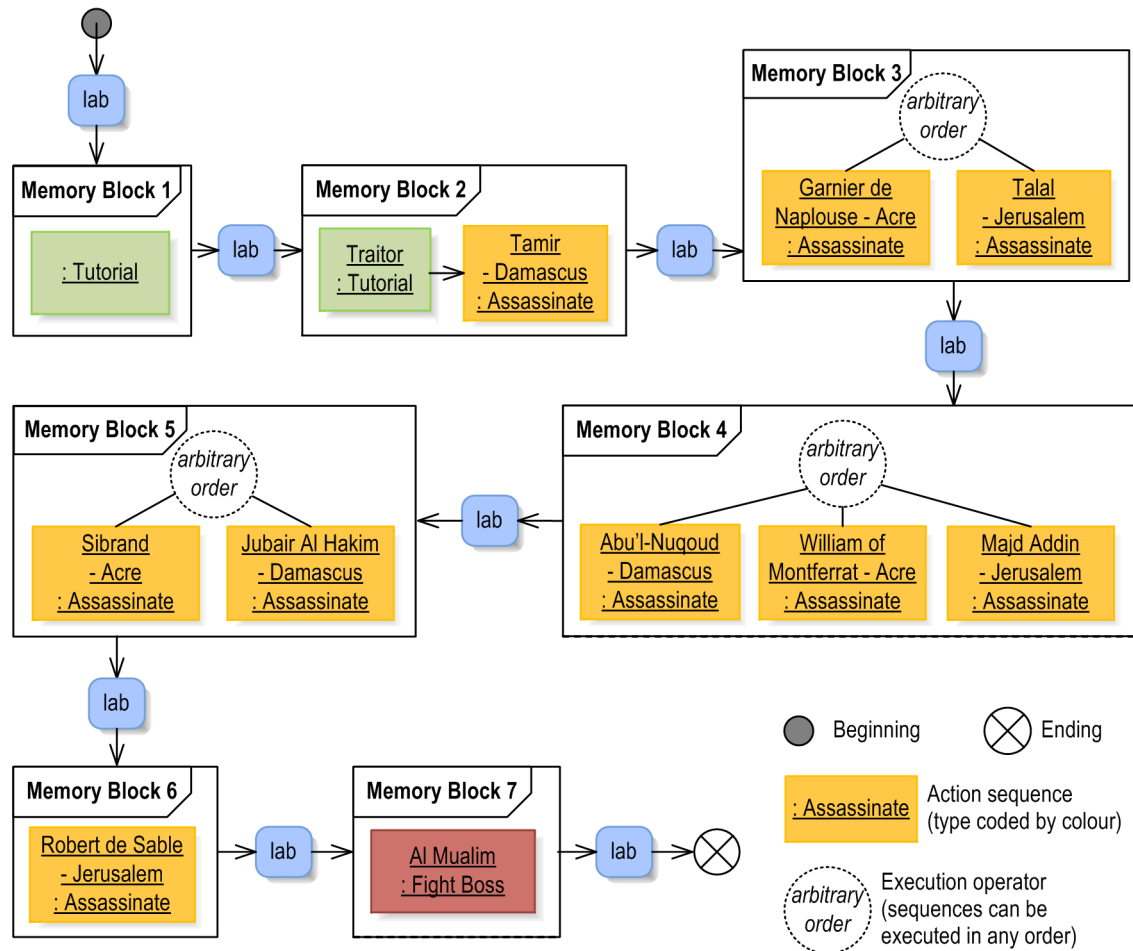 lab
Memory Block 1
: Tutorial
lab
Memory Block 2
Traitor
: Tutorial
Tamir
- Damascus
: Assassinate
lab
Memory Block 3
arbitrary
order
Garnier de
Naplouse - Acre
: Assassinate
Talal
- Jerusalem
: Assassinate
lab
Memory Block 4
arbitrary
order
Abu'l-Nuqoud
- Damascus
: Assassinate
William of
Montferrat - Acre
: Assassinate
Majd Addin
- Jerusalem
: Assassinate
lab
Memory Block 5
arbitrary
order
Sibrand
- Acre
: Assassinate
Jubair Al Hakim
- Damascus
: Assassinate
lab
Memory Block 6
Robert de Sable
- Jerusalem
: Assassinate
lab
Memory Block 7
Al Mualim
: Fight Boss
lab
Beginning
Ending
: Assassinate
Action sequence
(type coded by colour)
arbitrary
order
Execution operator
(sequences can be
executed in any order)